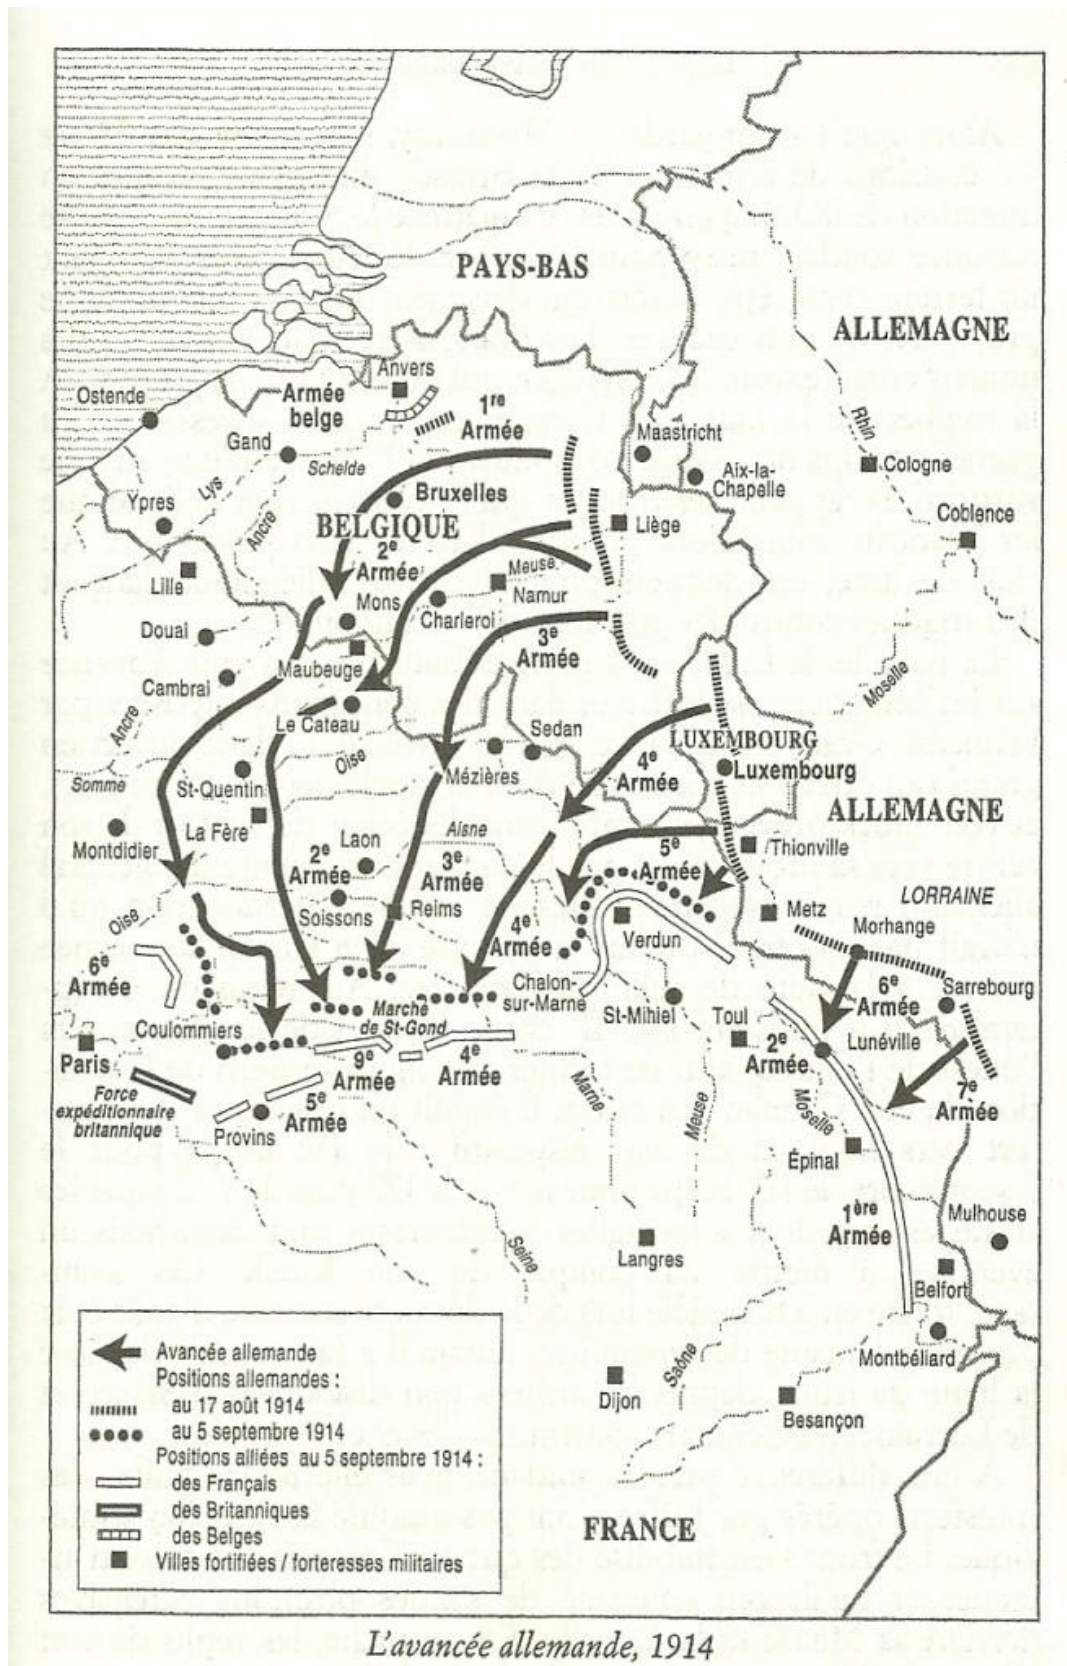 PAYS-BAS
ALLEMAGNE
Anvers
Ostende
Armée
belge
1re
Armée
Gand
Schelde
Maastricht
Rhin
Cologne
Aix-la-
Chapelle
Lys
Bruxelles
Ypres
Ancre
BELGIQUE
Liège
Coblence
2e
Armée
Meuse
Namur
Lille
Mons
Charleroi
Douai
3e
Armée
Maubeuge
Cambrai
Moselle
Ancre
Le Cateau
Sedan
LUXEMBOURG
Oise
4e
Armée
Luxembourg
Somme
St-Quentin
Mézières
ALLEMAGNE
La Fère
Montdidier
Laon
Aisne
5e
Armée
Thionville
2e
Armée
3e
Armée
LORRAINE
Soissons
Reims
Metz
Oise
4e
Armée
Verdun
Morhange
6e
Armée
Chalon-
sur-Marne
6e
Armée
Sarrebourg
Marche
de St-Gond
St-Mihiel
Toul
Coulommiers
Lunéville
Paris
9e
Armée
4e
Armée
2e
Armée
Force
expéditionnaire
britannique
5e
Armée
Marne
Meuse
Moselle
7e
Armée
Provins
Épinal
1ère
Armée
Mulhouse
Seine
Langres
Belfort
Saône
Montbéliard
Dijon
Besançon
FRANCE
Avancée allemande
Positions allemandes :
au 17 août 1914
au 5 septembre 1914
Positions alliées au 5 septembre 1914 :
des Français
des Britanniques
des Belges
Villes fortifiées / forteresses militaires
L'avancée allemande, 1914